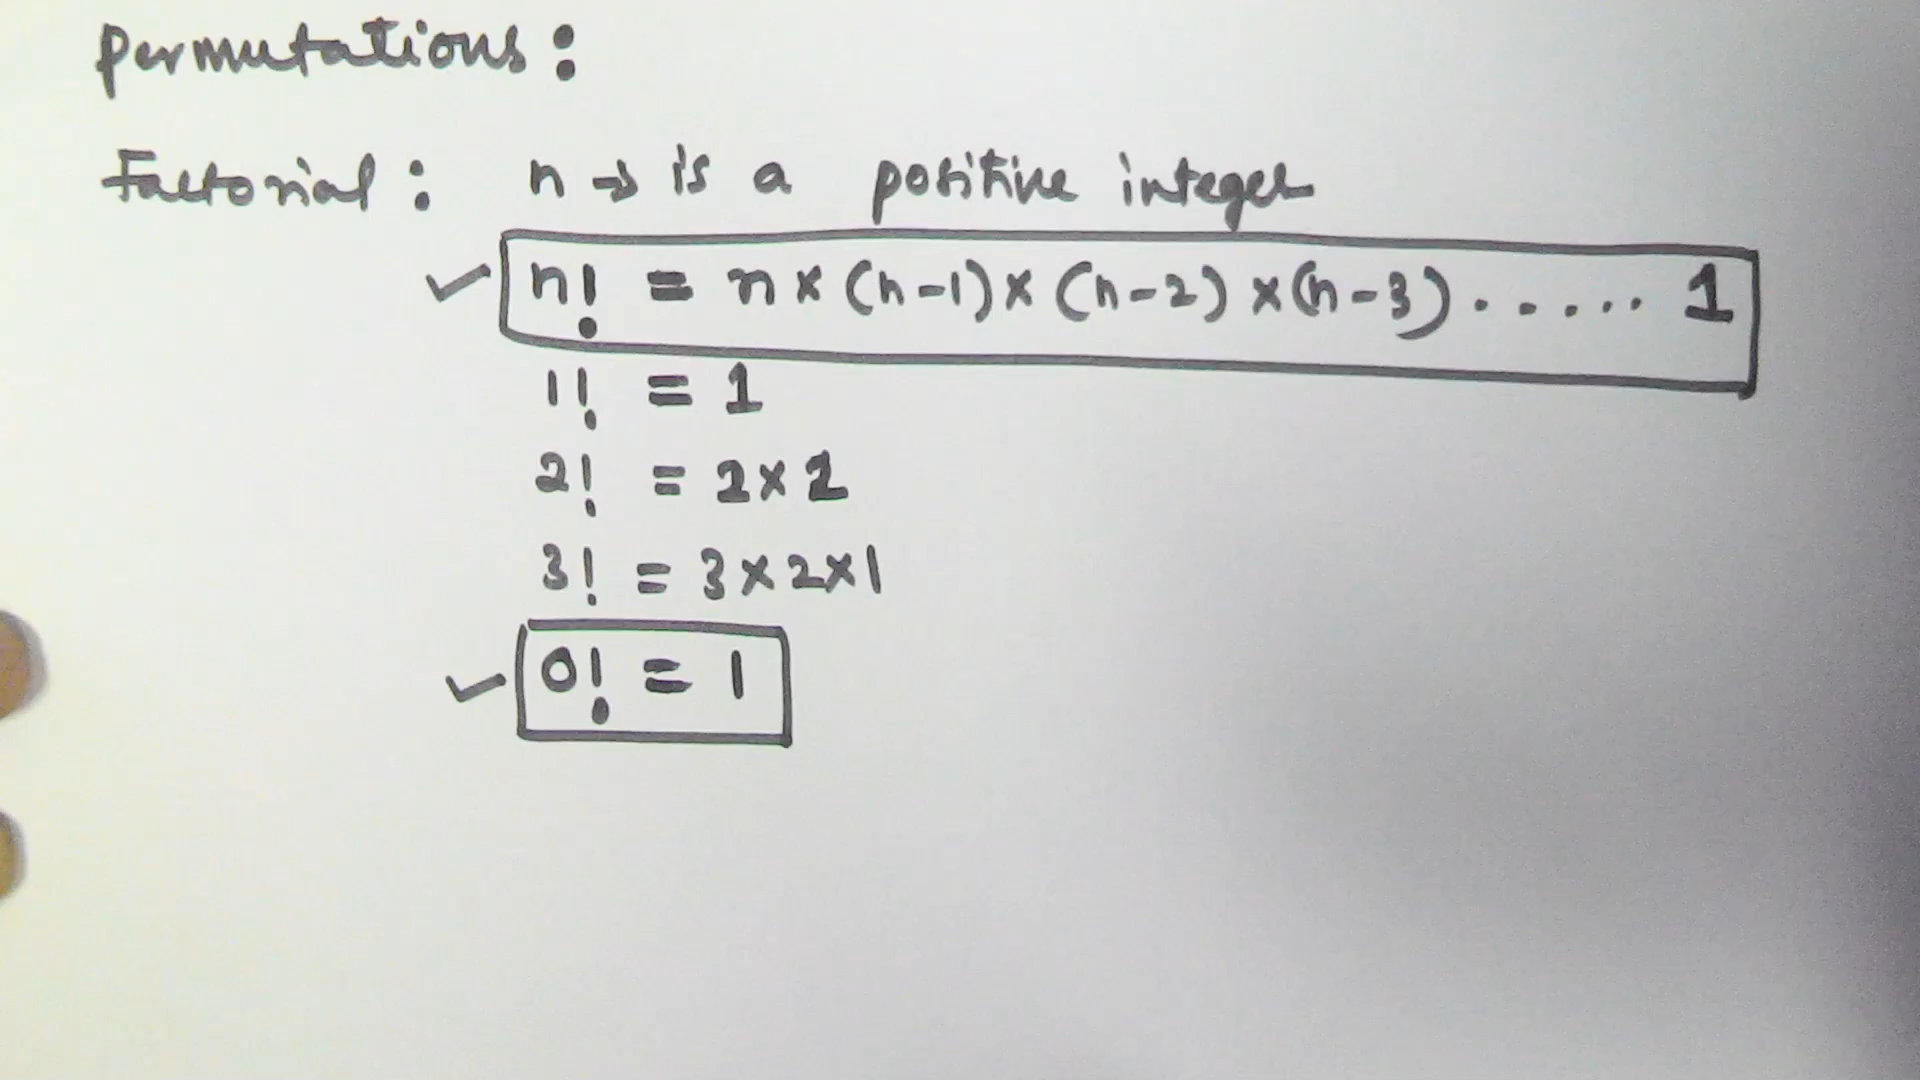 Permutations:
Factorial: n → is a positive integer
✓ n! = n × (n-1) × (n-2) × (n-3) ..... 1
1! = 1
2! = 2 × 2
3! = 3 × 2 × 1
✓ 0! = 1